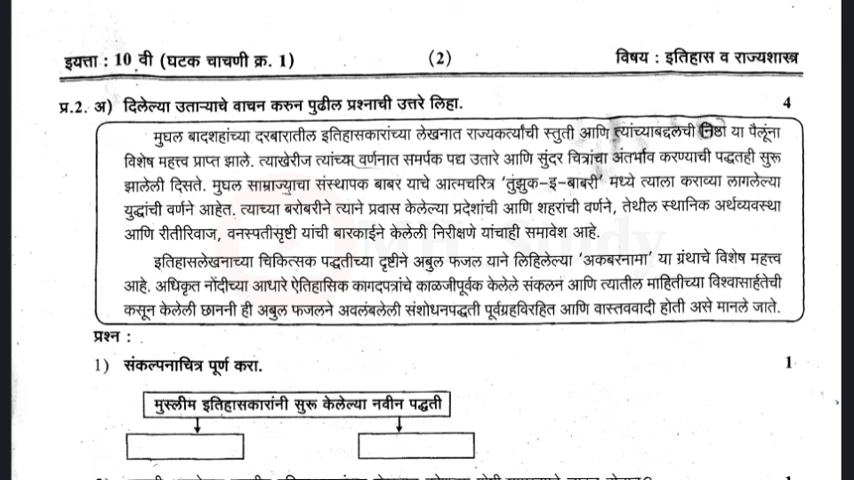 इयत्ता : 10 वी (घटक चाचणी क्र. 1)
(2)
विषय : इतिहास व राज्यशास्त्र
प्र.2. अ) दिलेल्या उताऱ्याचे वाचन करुन पुढील प्रश्नाची उत्तरे लिहा. 4
मुघल बादशहांच्या दरबारातील इतिहासकारांच्या लेखनात राज्यकर्त्यांची स्तुती आणि त्यांच्याबद्दलची निष्ठा या पैलूंना
विशेष महत्त्व प्राप्त झाले. त्याखेरीज त्यांच्या वर्णनात समर्पक पद्य उतारे आणि सुंदर चित्रांचा अंतर्भाव करण्याची पद्धतही सुरू
झालेली दिसते. मुघल साम्राज्याचा संस्थापक बाबर याचे आत्मचरित्र 'तुझुक-इ-बाबरी' मध्ये त्याला कराव्या लागलेल्या
युद्धांची वर्णने आहेत. त्याच्या बरोबरीने त्याने प्रवास केलेल्या प्रदेशांची आणि शहरांची वर्णने, तेथील स्थानिक अर्थव्यवस्था
आणि रीतीरिवाज, वनस्पतीसृष्टी यांची बारकाईने केलेली निरीक्षणे यांचाही समावेश आहे.
इतिहासलेखनाच्या चिकित्सक पद्धतीच्या दृष्टीने अबुल फजल याने लिहिलेल्या 'अकबरनामा' या ग्रंथाचे विशेष महत्त्व
आहे. अधिकृत नोंदीच्या आधारे ऐतिहासिक कागदपत्रांचे काळजीपूर्वक केलेले संकलन आणि त्यातील माहितीच्या विश्वासार्हतेची
कसून केलेली छाननी ही अबुल फजलने अवलंबलेली संशोधनपद्धती पूर्वग्रहविरहित आणि वास्तववादी होती असे मानले जाते.
प्रश्न :
1) संकल्पनाचित्र पूर्ण करा. 1
मुस्लीम इतिहासकारांनी सुरू केलेल्या नवीन पद्धती